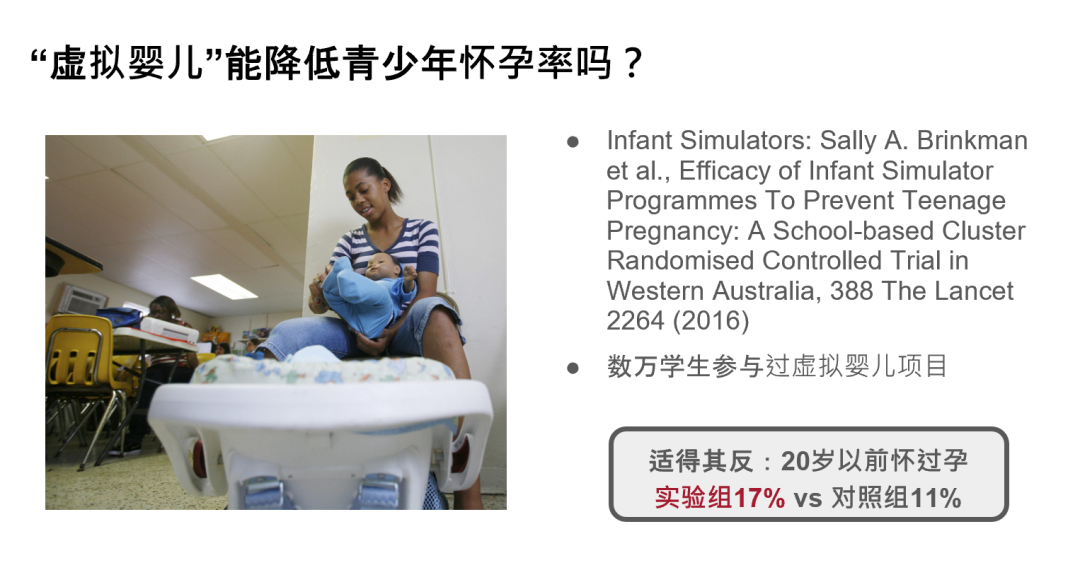 “虚拟婴儿”能降低青少年怀孕率吗？
● Infant Simulators: Sally A. Brinkman
et al., Efficacy of Infant Simulator
Programmes To Prevent Teenage
Pregnancy: A School-based Cluster
Randomised Controlled Trial in
Western Australia, 388 The Lancet
2264 (2016)
● 数万学生参与过虚拟婴儿项目
适得其反：20岁以前怀过孕
实验组17% vs 对照组11%